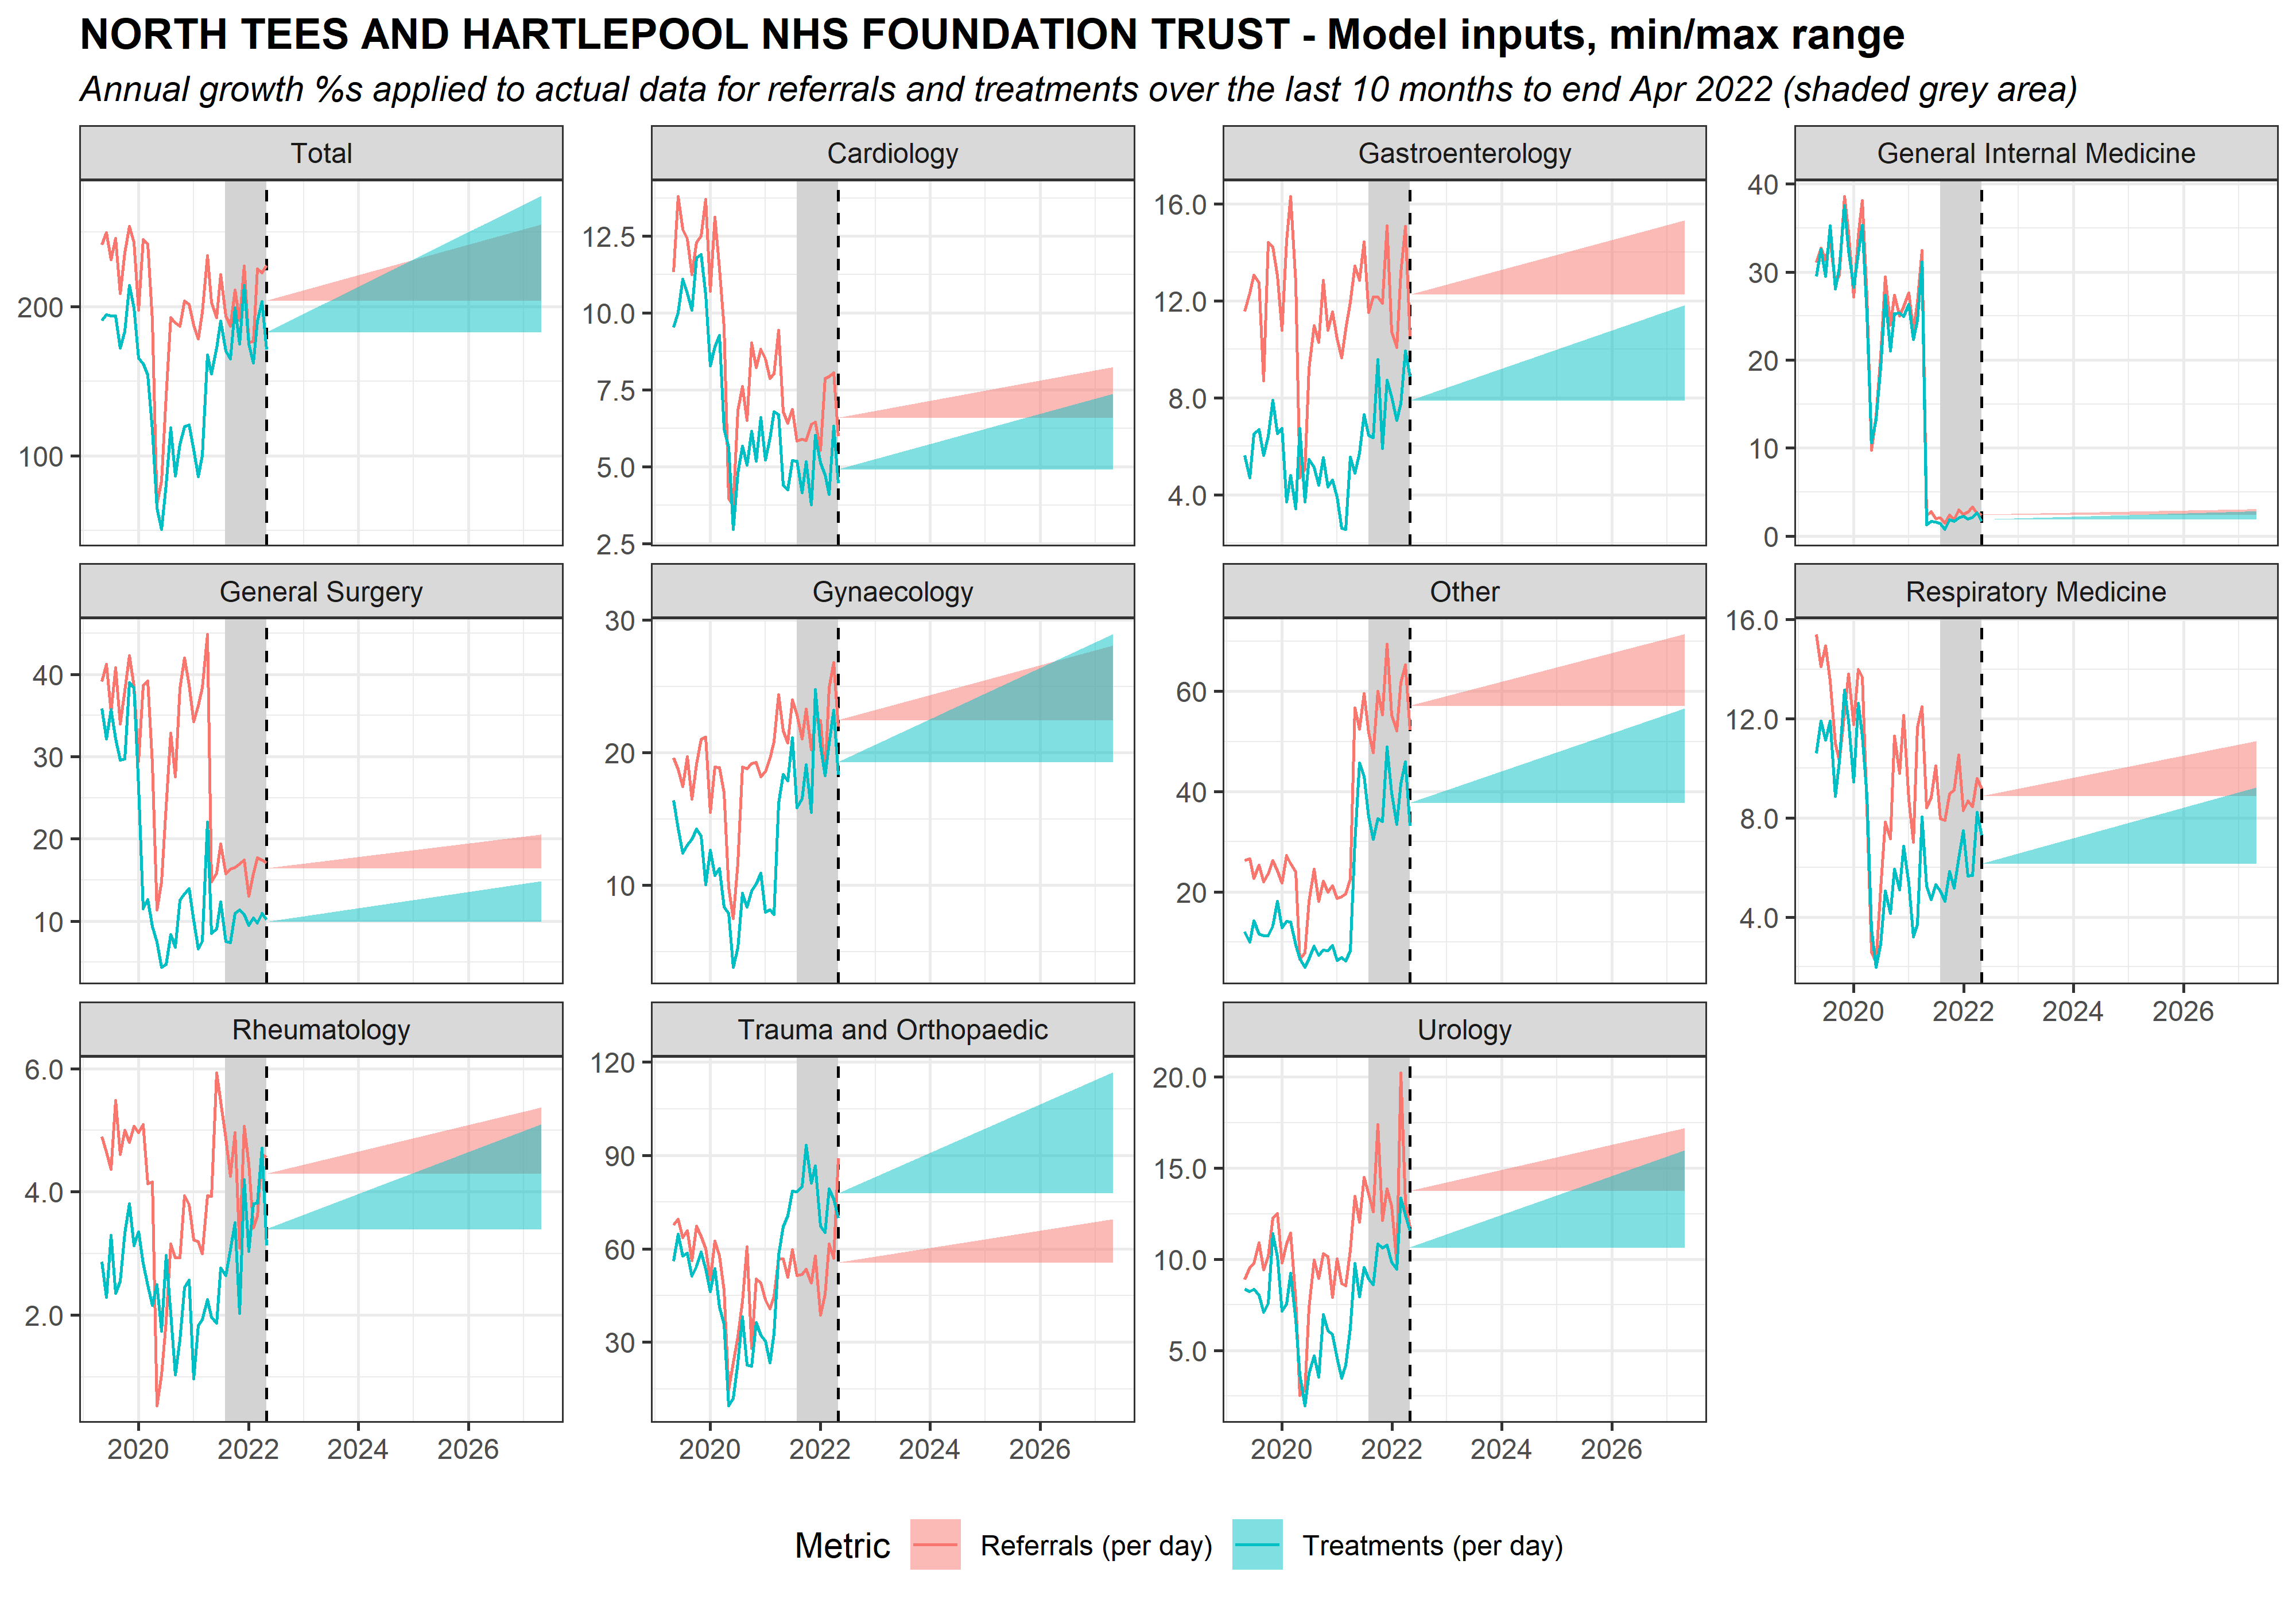 NORTH TEES AND HARTLEPOOL NHS FOUNDATION TRUST - Model inputs, min/max range
Annual growth %s applied to actual data for referrals and treatments over the last 10 months to end Apr 2022 (shaded grey area)
Total
200
100
Cardiology
12.5
10.0
7.5
5.0
2.5
Gastroenterology
16.0
12.0
8.0
4.0
General Internal Medicine
40
30
20
10
0
General Surgery
40
30
20
10
Gynaecology
30
20
10
Other
60
40
20
Respiratory Medicine
16.0
12.0
8.0
4.0
2020 2022 2024 2026
Rheumatology
6.0
4.0
2.0
2020 2022 2024 2026
Trauma and Orthopaedic
120
90
60
30
2020 2022 2024 2026
Urology
20.0
15.0
10.0
5.0
2020 2022 2024 2026
Metric Referrals (per day) Treatments (per day)